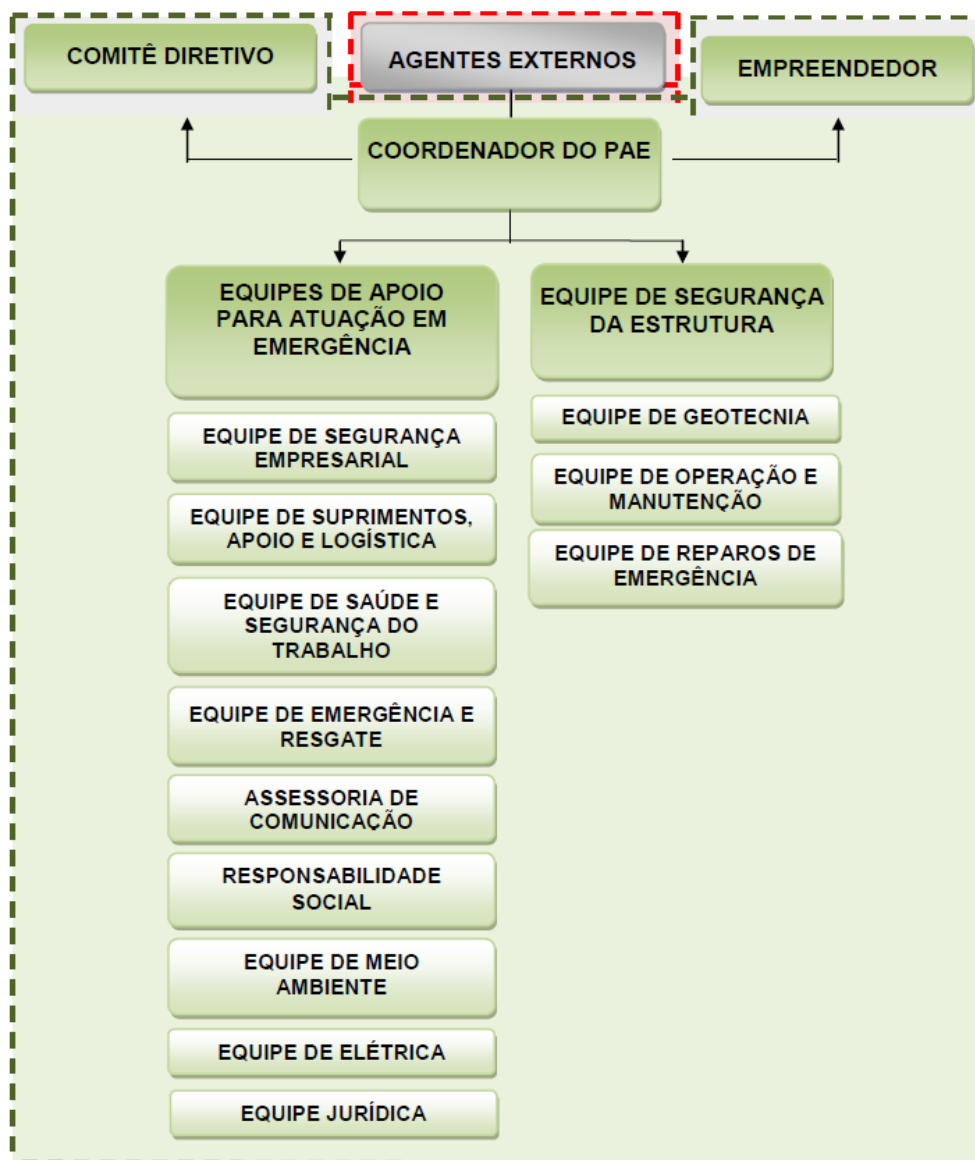 COMITÊ DIRETIVO
AGENTES EXTERNOS
EMPREENDEDOR
COORDENADOR DO PAE
EQUIPES DE APOIO
PARA ATUAÇÃO EM
EMERGÊNCIA
EQUIPE DE SEGURANÇA
EMPRESARIAL
EQUIPE DE SUPRIMENTOS,
APOIO E LOGÍSTICA
EQUIPE DE SAÚDE E
SEGURANÇA DO
TRABALHO
EQUIPE DE EMERGÊNCIA E
RESGATE
ASSESSORIA DE
COMUNICAÇÃO
RESPONSABILIDADE
SOCIAL
EQUIPE DE MEIO
AMBIENTE
EQUIPE DE ELÉTRICA
EQUIPE JURÍDICA
EQUIPE DE SEGURANÇA
DA ESTRUTURA
EQUIPE DE GEOTECNIA
EQUIPE DE OPERAÇÃO E
MANUTENÇÃO
EQUIPE DE REPAROS DE
EMERGÊNCIA